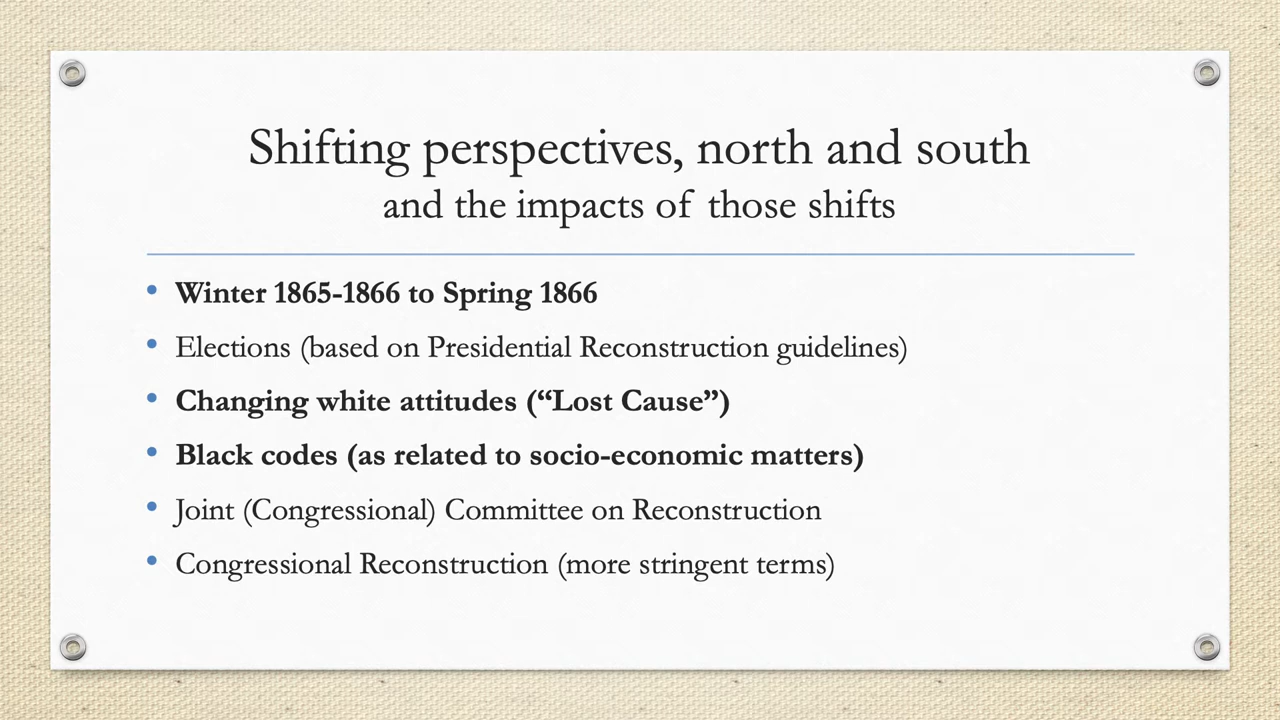 Shifting perspectives, north and south
and the impacts of those shifts
• Winter 1865-1866 to Spring 1866
• Elections (based on Presidential Reconstruction guidelines)
• Changing white attitudes (“Lost Cause”)
• Black codes (as related to socio-economic matters)
• Joint (Congressional) Committee on Reconstruction
• Congressional Reconstruction (more stringent terms)